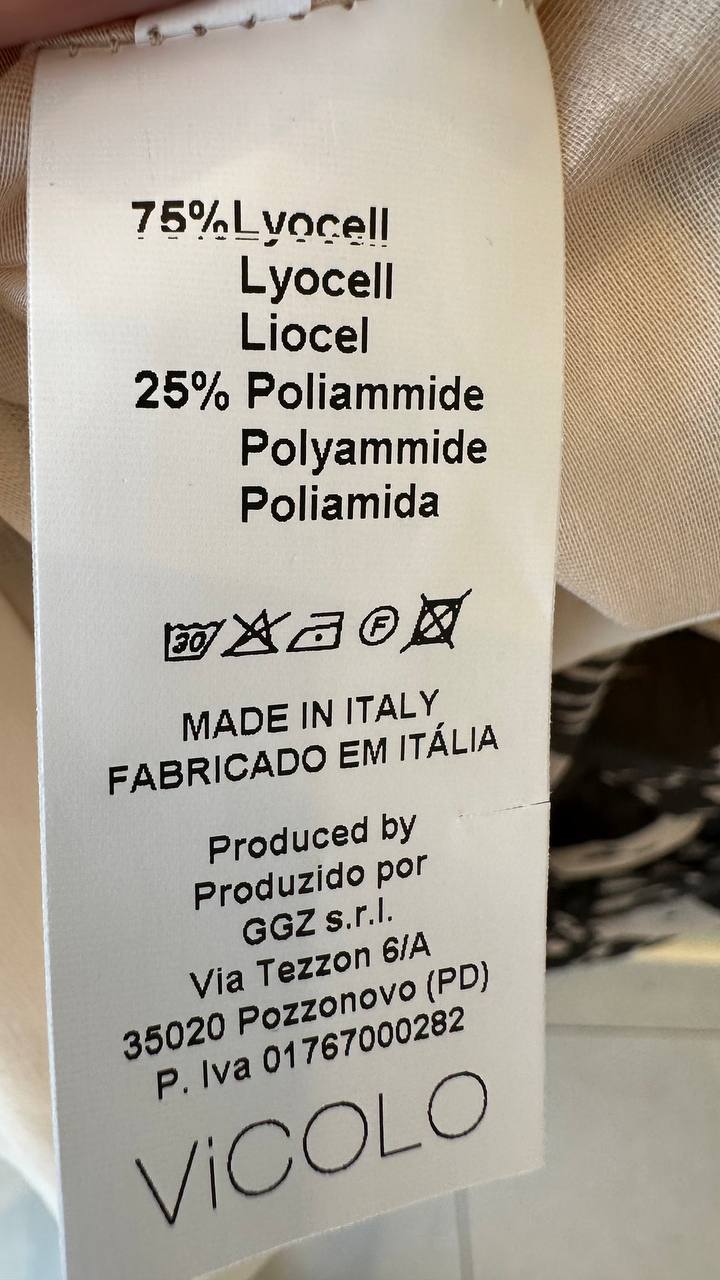 75%Lyocell
Lyocell
Liocel
25% Poliammide
Polyammide
Poliamida
30 F
MADE IN ITALY
FABRICADO EM ITÁLIA
Produced by
Produzido por
GGZ s.r.l.
Via Tezzon 6/A
35020 Pozzonovo (PD)
P. Iva 01767000282
ViCOLO